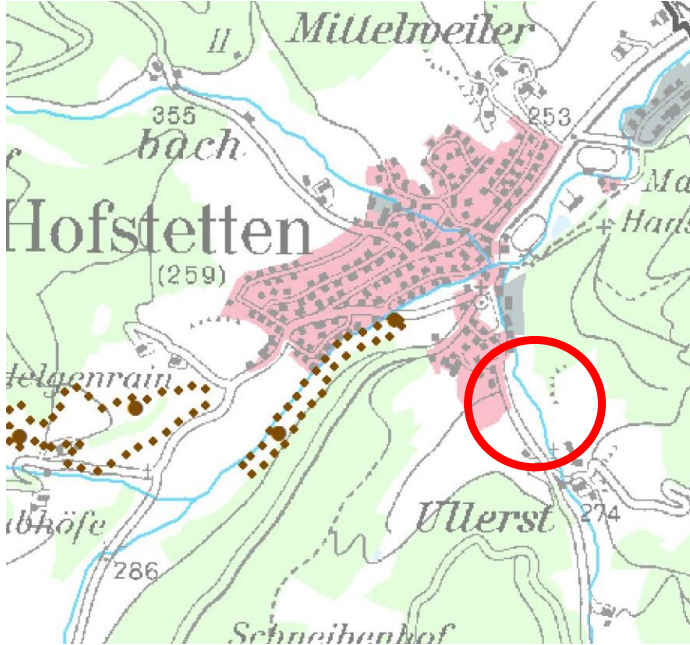 Mittelweiler
355
253
bach
Ma
Hofstetten
Haus
(259)
elgenrain
274
Ullerst
bhöfe
286
Schneibenhof